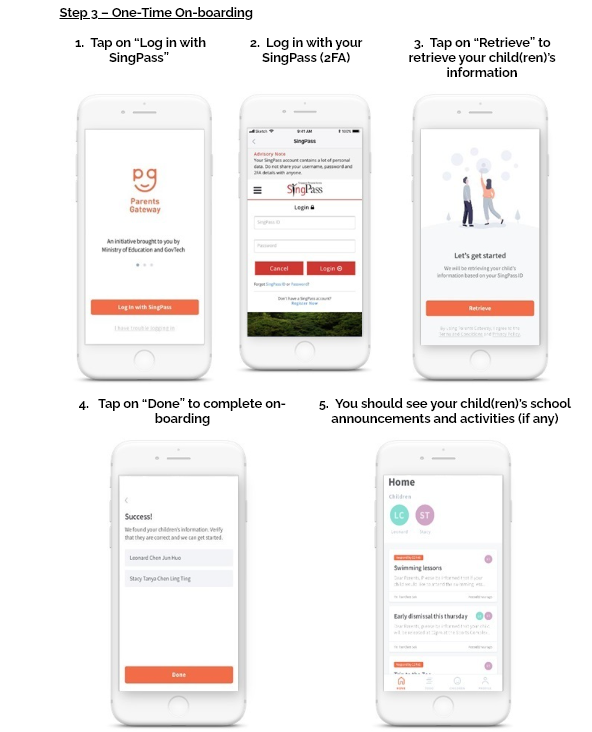 Step 3 – One-Time On-boarding
1. Tap on “Log in with
SingPass”
2. Log in with your
SingPass (2FA)
3. Tap on “Retrieve” to
retrieve your child(ren)’s
information
pg
Parents
Gateway
An initiative brought to you by
Ministry of Education and GovTech
Log in with SingPass
9:41 AM
SingPass
Advisory Note
Your SingPass account contains a lot of personal
data. Do not share your username, password and
2FA details with anyone.
SingPass
Login
SingPass ID
Password
Cancel
Login
Forgot SingPass ID or Password?
Don't have a SingPass account?
Register Now
Let's get started
We will be retrieving your child's
information based on your SingPass ID
Retrieve
4. Tap on “Done” to complete on-
boarding
5. You should see your child(ren)’s school
announcements and activities (if any)
Success!
We found your children's information. Verify
that they are correct and we can get started.
Leonard Chen Jun Huo
Stacy Tanya Chen Ling Ting
Done
Home
Children
LC
ST
Swimming lessons
Early dismissal this thursday